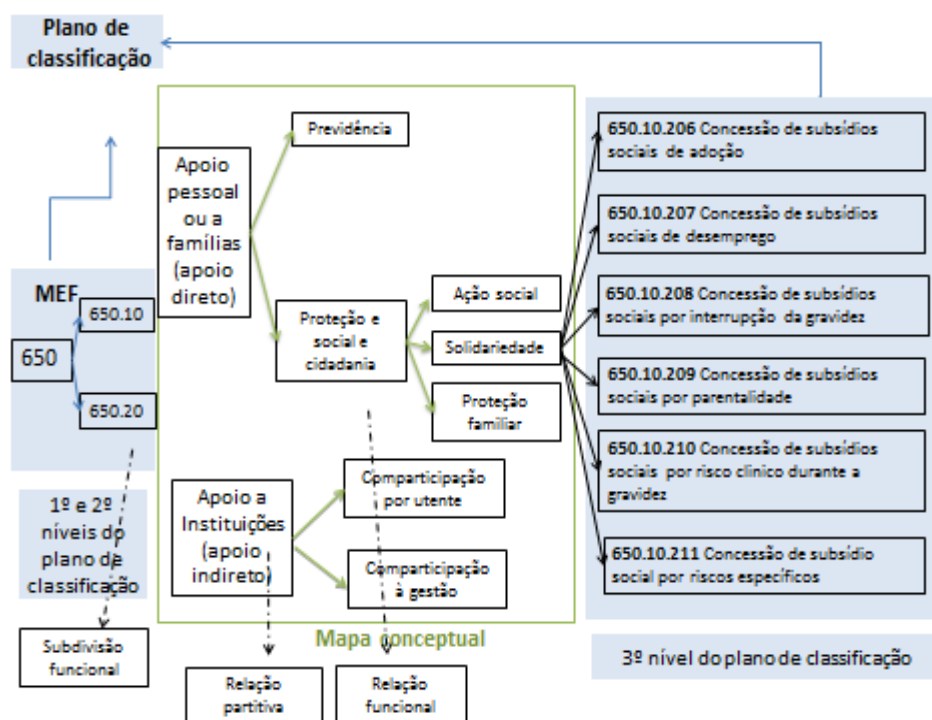 Plano de
classificação
MEF
650
650.10
650.20
1º e 2º
níveis do
plano de
classificação
Subdivisão
funcional
Apoio
pessoal
ou a
famílias
(apoio
direto)
Previdência
Proteção e
social e
cidadania
Ação social
Solidariedade
Proteção
familiar
Apoio a
Instituições
(apoio
indireto)
Comparticipação
por utente
Comparticipação
à gestão
Mapa conceptual
Relação
partitiva
Relação
funcional
650.10.206 Concessão de subsídios
sociais de adoção
650.10.207 Concessão de subsídios
sociais de desemprego
650.10.208 Concessão de subsídios
sociais por interrupção da gravidez
650.10.209 Concessão de subsídios
sociais por parentalidade
650.10.210 Concessão de subsídios
sociais por risco clínico durante a
gravidez
650.10.211 Concessão de subsídio
social por riscos específicos
3º nível do plano de classificação